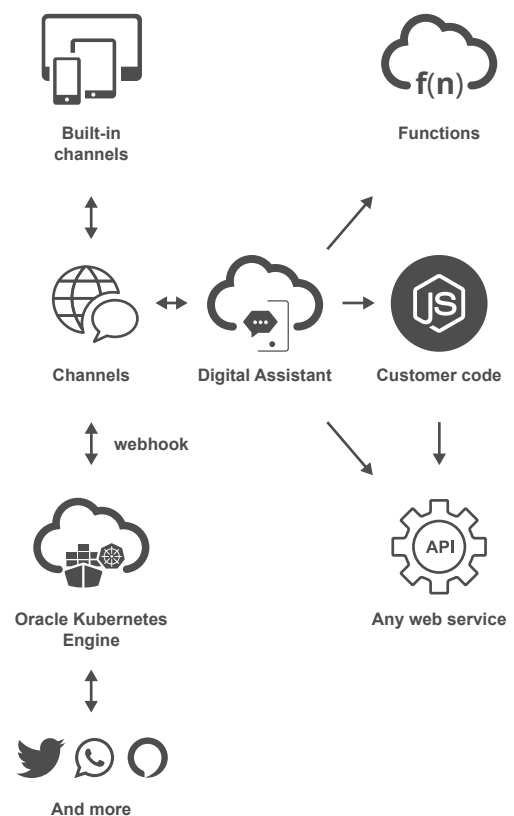 f(n)
Built-in
channels
Functions
JS
Channels
Digital Assistant
Customer code
webhook
API
Oracle Kubernetes
Engine
Any web service
And more